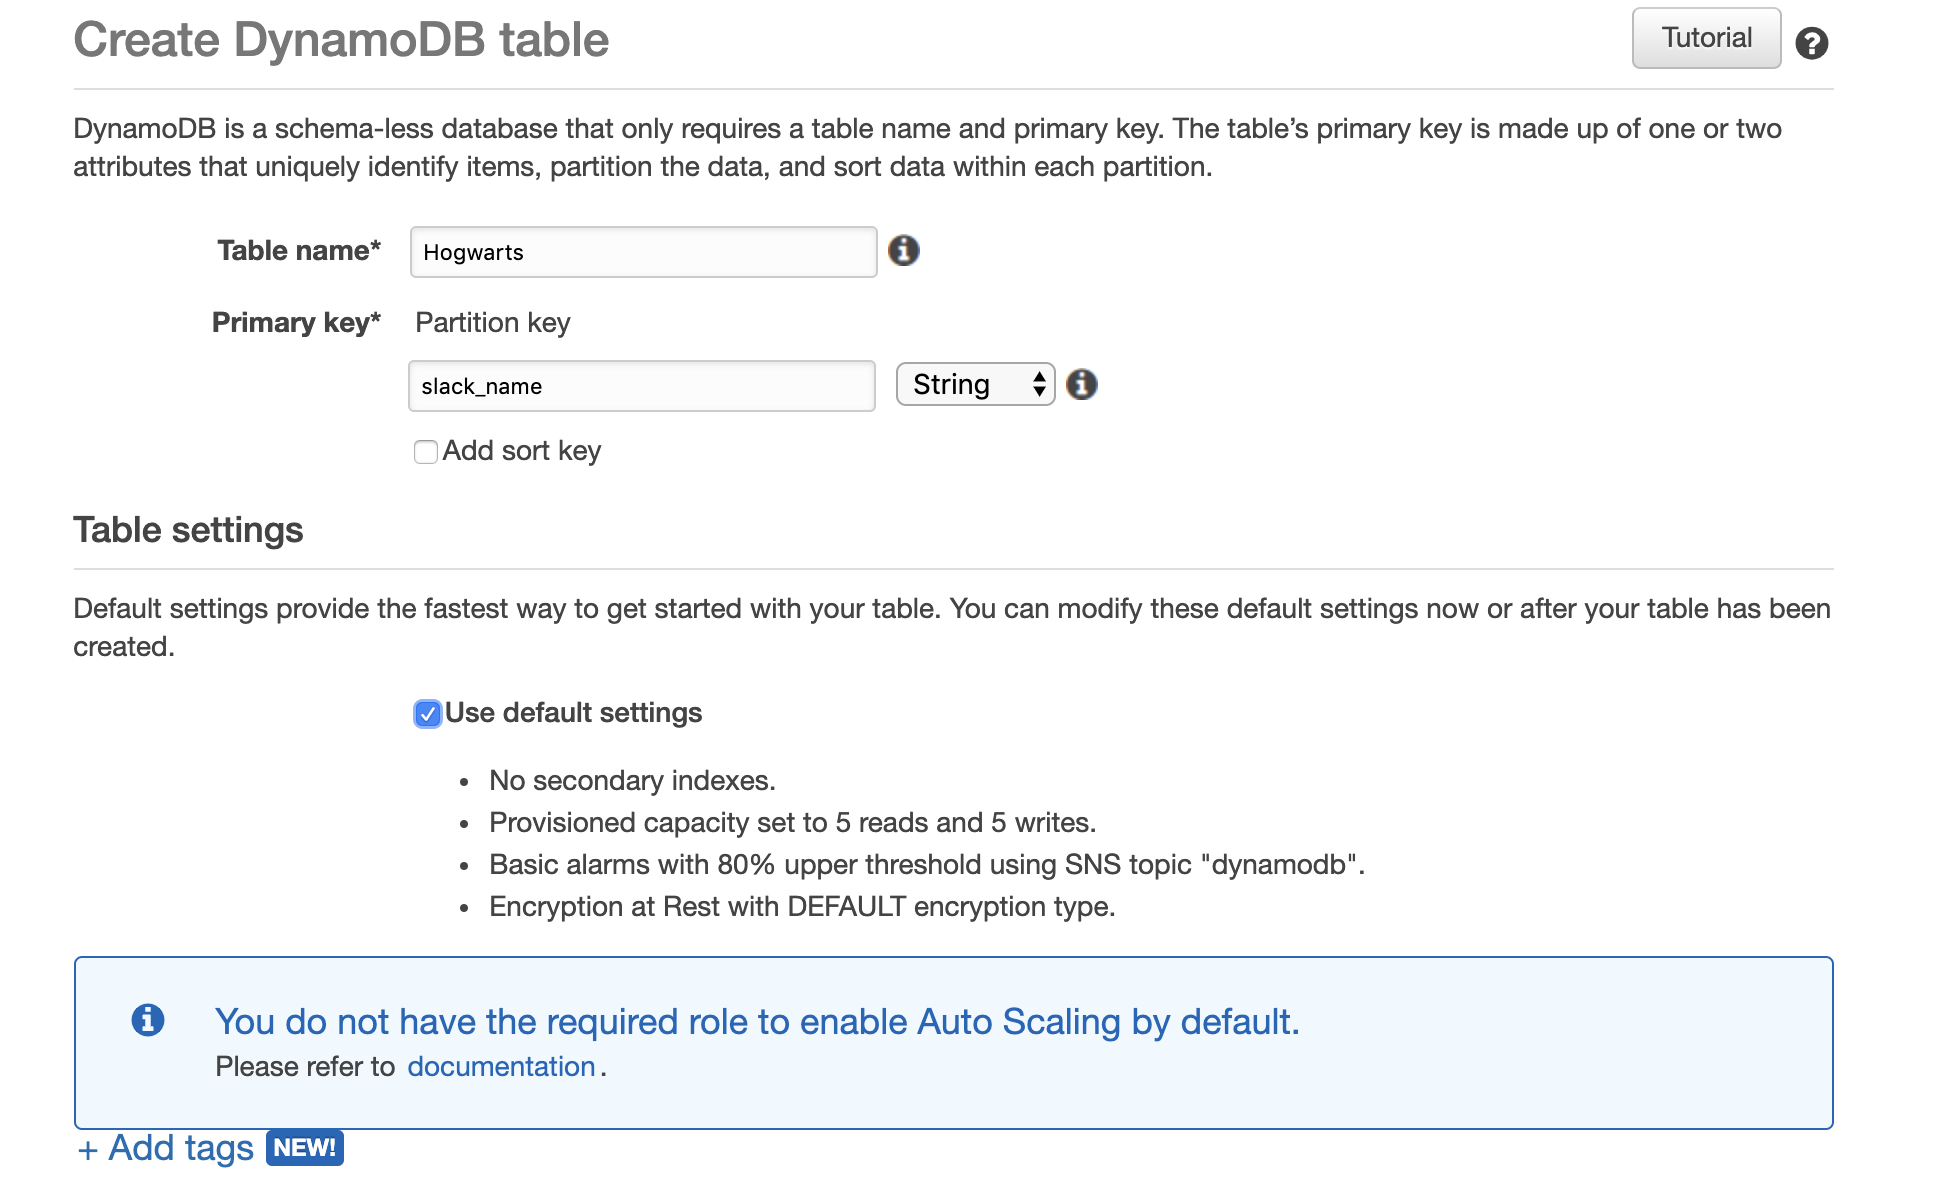 Create DynamoDB table
Tutorial
DynamoDB is a schema-less database that only requires a table name and primary key. The table’s primary key is made up of one or two
attributes that uniquely identify items, partition the data, and sort data within each partition.
Table name* Hogwarts
Primary key* Partition key
slack_name String
Add sort key
Table settings
Default settings provide the fastest way to get started with your table. You can modify these default settings now or after your table has been
created.
Use default settings
• No secondary indexes.
• Provisioned capacity set to 5 reads and 5 writes.
• Basic alarms with 80% upper threshold using SNS topic "dynamodb".
• Encryption at Rest with DEFAULT encryption type.
You do not have the required role to enable Auto Scaling by default.
Please refer to documentation.
+ Add tags NEW!